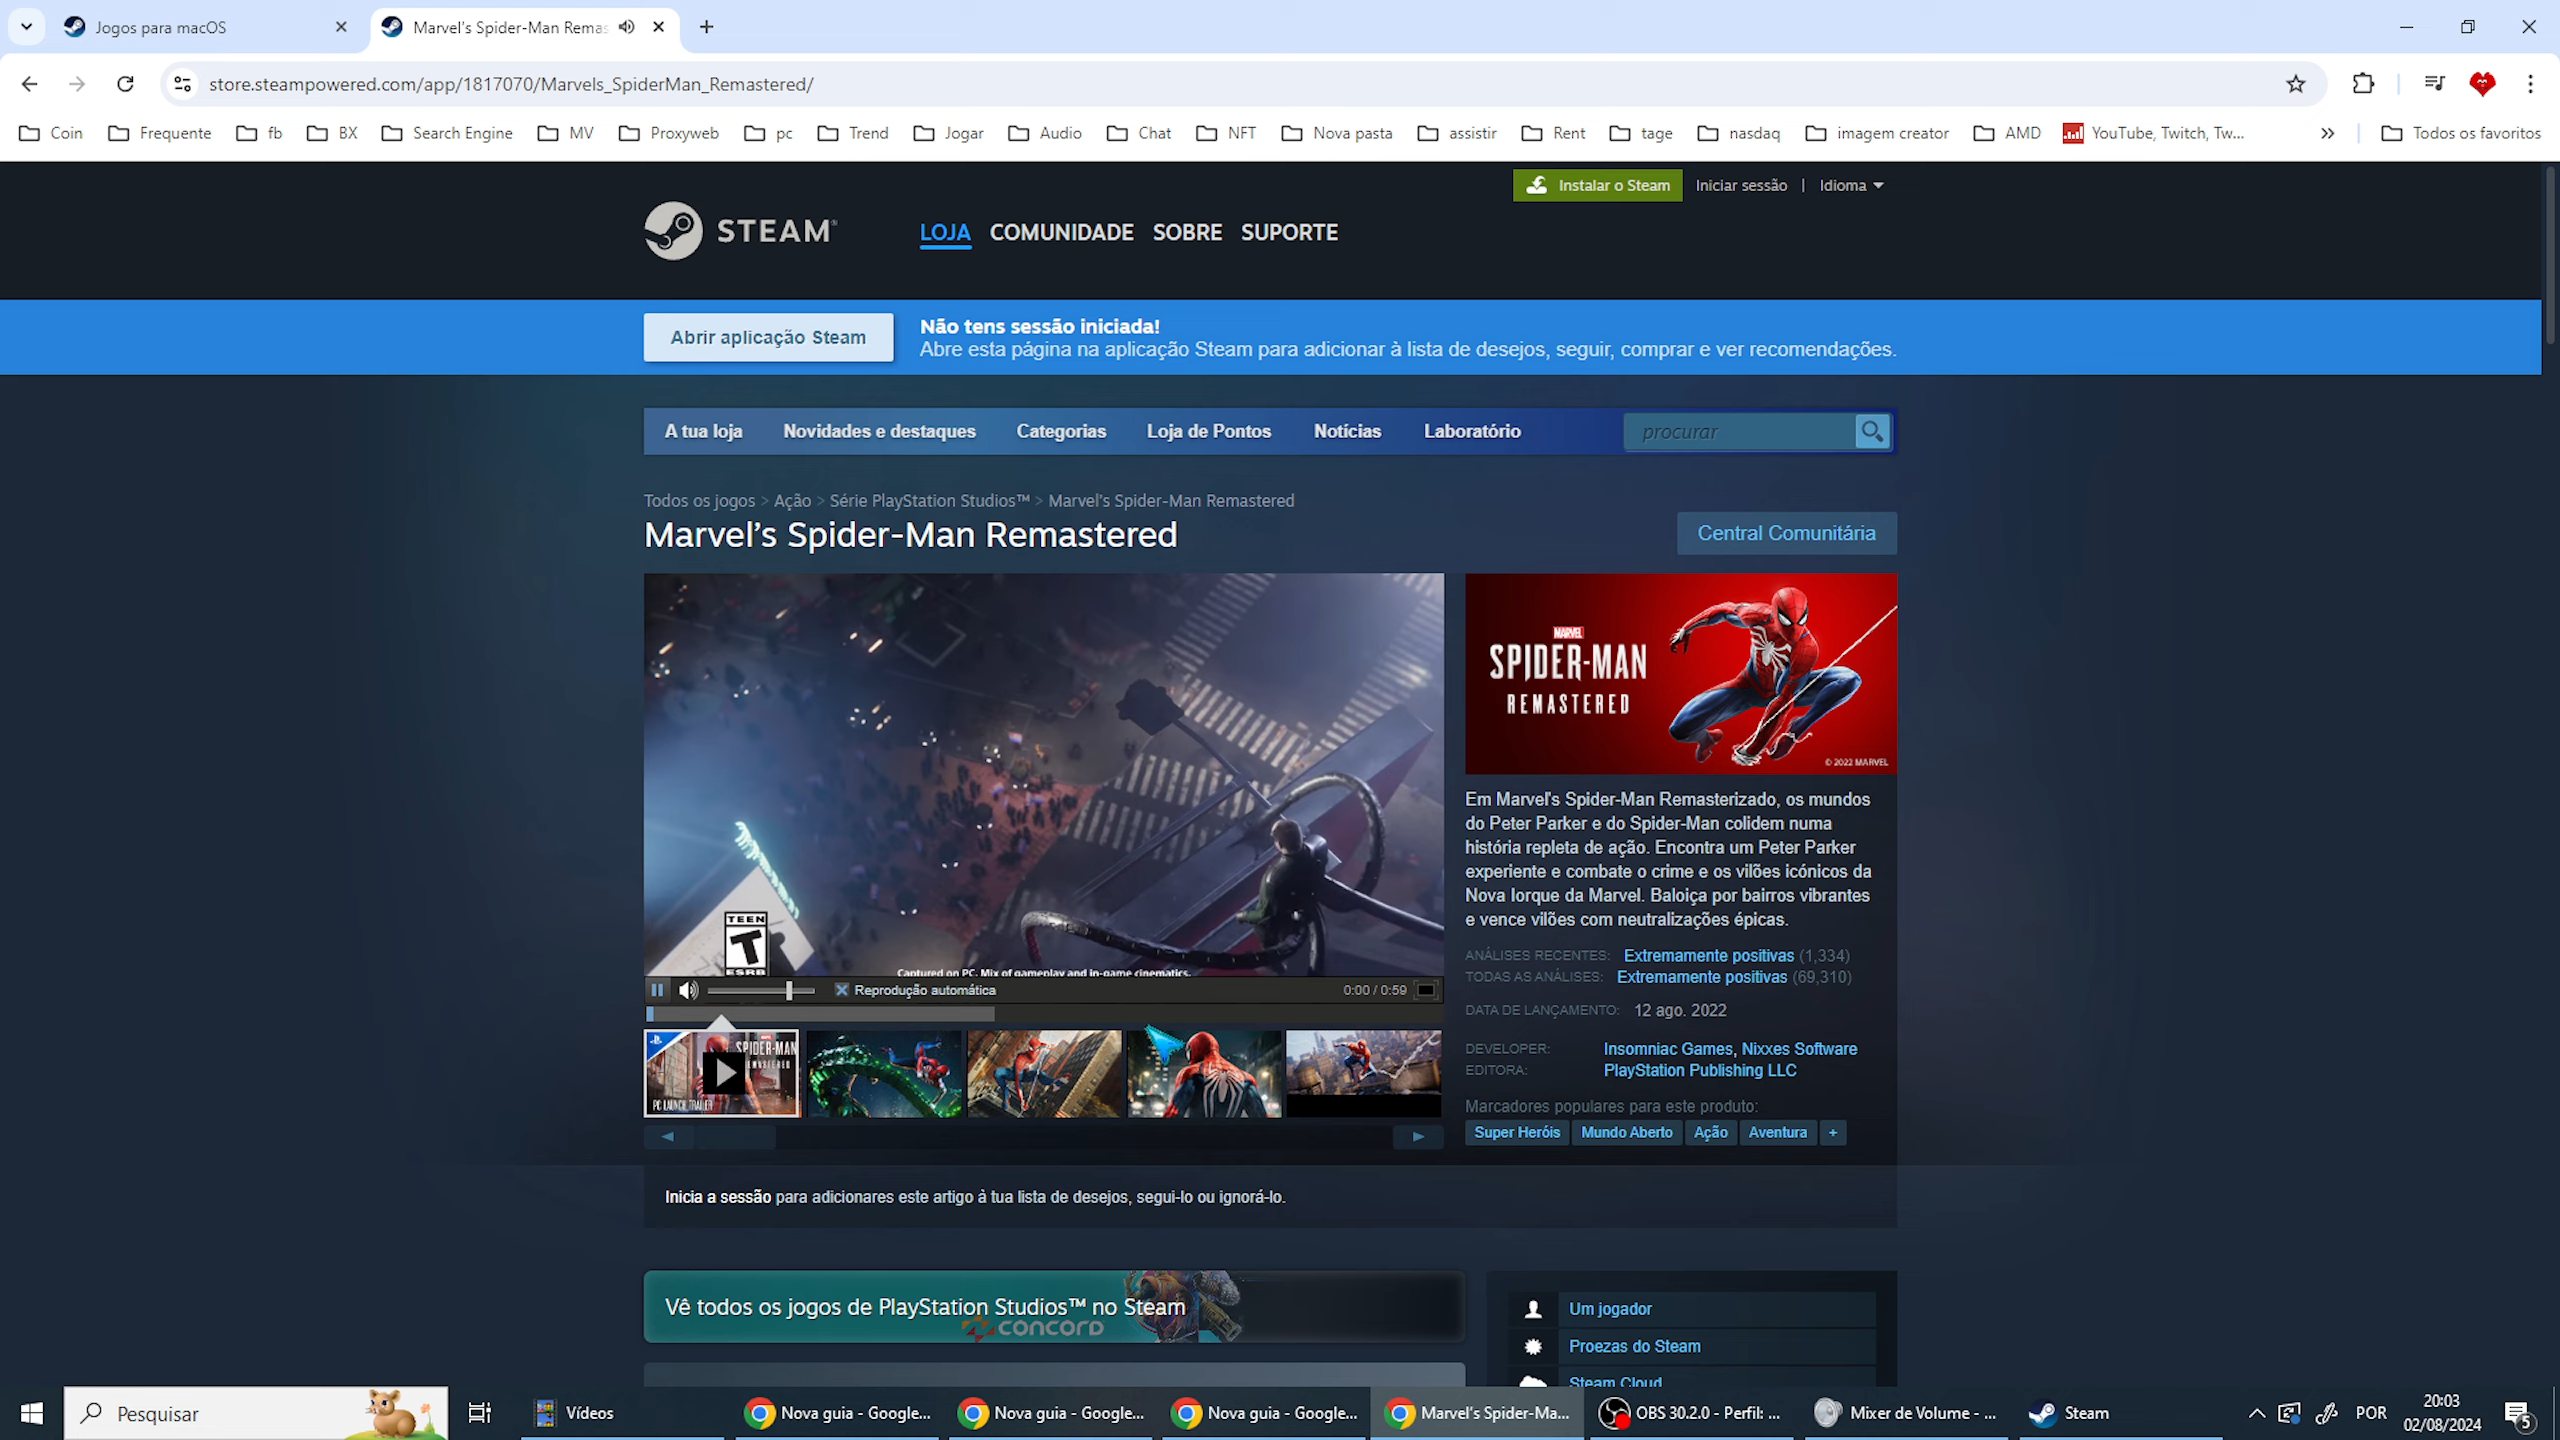 Jogos para macOS
Marvel's Spider-Man Remas
store.steampowered.com/app/1817070/Marvels_SpiderMan_Remastered/
Coin
Frequente
fb
BX
Search Engine
MV
Proxyweb
pc
Trend
Jogar
Audio
Chat
NFT
Nova pasta
assistir
Rent
tage
nasdaq
imagem creator
AMD
YouTube, Twitch, Tw...
Todos os favoritos
Instalar o Steam
Iniciar sessão | Idioma
STEAM
LOJA COMUNIDADE SOBRE SUPORTE
Abrir aplicação Steam
Não tens sessão iniciada!
Abre esta página na aplicação Steam para adicionar à lista de desejos, seguir, comprar e ver recomendações.
A tua loja
Novidades e destaques
Categorias
Loja de Pontos
Notícias
Laboratório
procurar
Todos os jogos > Ação > Série PlayStation Studios™ > Marvel's Spider-Man Remastered
Marvel's Spider-Man Remastered
Central Comunitária
MARVEL
SPIDER-MAN
REMASTERED
© 2022 MARVEL
Em Marvel's Spider-Man Remasterizado, os mundos
do Peter Parker e do Spider-Man colidem numa
história repleta de ação. Encontra um Peter Parker
experiente e combate o crime e os vilões icónicos da
Nova Iorque da Marvel. Baloiça por bairros vibrantes
e vence vilões com neutralizações épicas.
TEEN
T
ESRB
Captured on PC. Mix of gameplay and in-game cinematics.
Reprodução automática
0:00 / 0:59
ANÁLISES RECENTES: Extremamente positivas (1,334)
TODAS AS ANÁLISES: Extremamente positivas (69,310)
DATA DE LANÇAMENTO: 12 ago. 2022
DEVELOPER: Insomniac Games, Nixxes Software
EDITORA: PlayStation Publishing LLC
Marcadores populares para este produto:
Super Heróis
Mundo Aberto
Ação
Aventura
+
SPIDER-MAN
PC LAUNCH TRAILER
Inicia a sessão para adicionares este artigo à tua lista de desejos, segui-lo ou ignorá-lo.
Vê todos os jogos de PlayStation Studios™ no Steam
CONCORD
Um jogador
Proezas do Steam
Steam Cloud
Pesquisar
Vídeos
Nova guia - Google...
Nova guia - Google...
Nova guia - Google...
Marvel's Spider-Ma...
OBS 30.2.0 - Perfil: ...
Mixer de Volume - ...
Steam
POR
20:03
02/08/2024
5